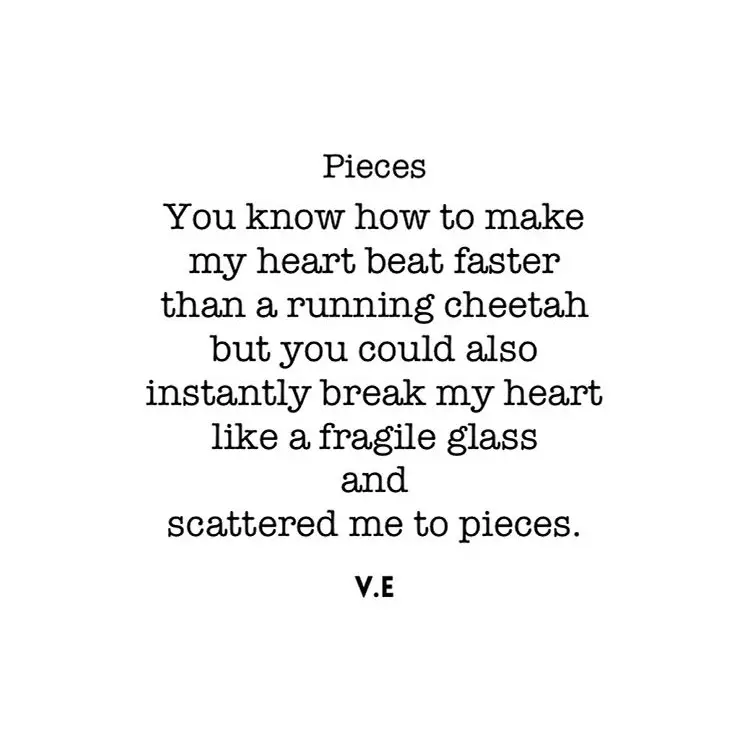 Pieces
You know how to make
my heart beat faster
than a running cheetah
but you could also
instantly break my heart
like a fragile glass
and
scattered me to pieces.
V.E